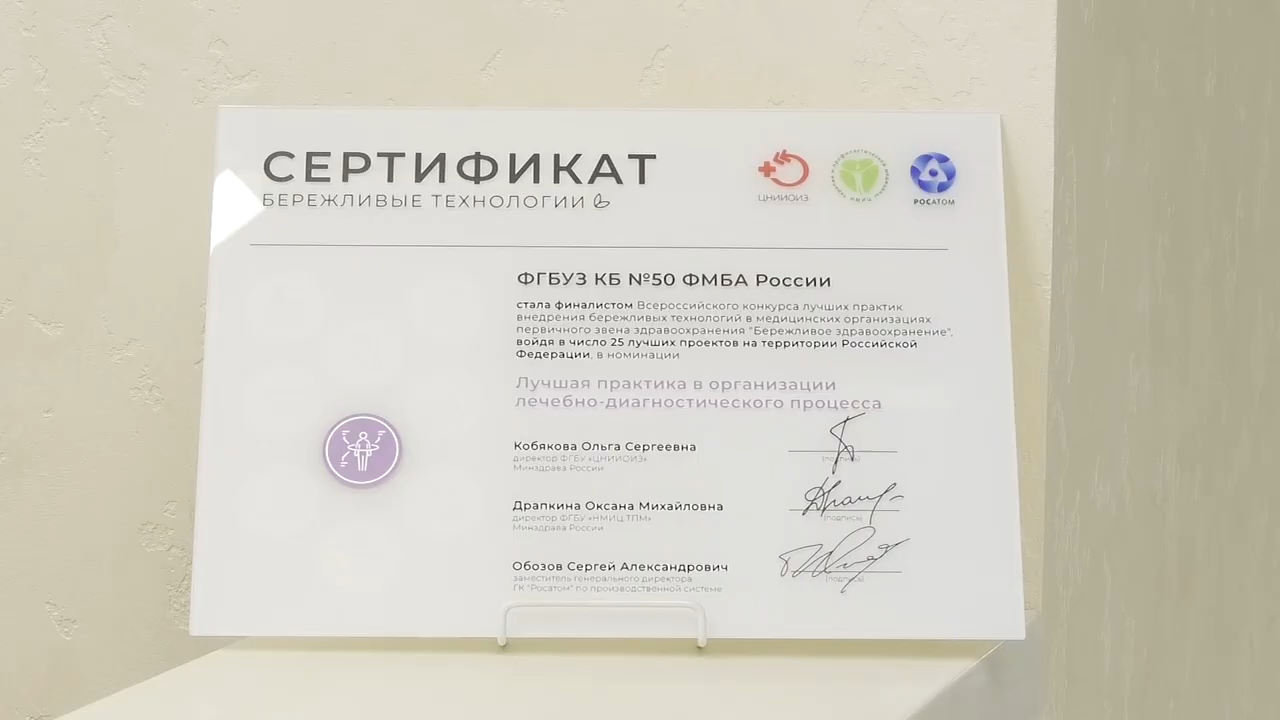 СЕРТИФИКАТ
БЕРЕЖЛИВЫЕ ТЕХНОЛОГИИ
ЦНИИОИЗ
РОСАТОМ
ФГБУЗ КБ №50 ФМБА России
стала финалистом Всероссийского конкурса лучших практик
внедрения бережливых технологий в медицинских организациях
первичного звена здравоохранения "Бережливое здравоохранение",
войдя в число 25 лучших проектов на территории Российской
Федерации, в номинации
Лучшая практика в организации
лечебно-диагностического процесса
Кобякова Ольга Сергеевна
директор ФГБУ «ЦНИИОИЗ»
Минздрава России
(подпись)
Драпкина Оксана Михайловна
директор ФГБУ «НМИЦ ТПМ»
Минздрава России
(подпись)
Обозов Сергей Александрович
заместитель генерального директора
ГК "Росатом" по производственной системе
(подпись)